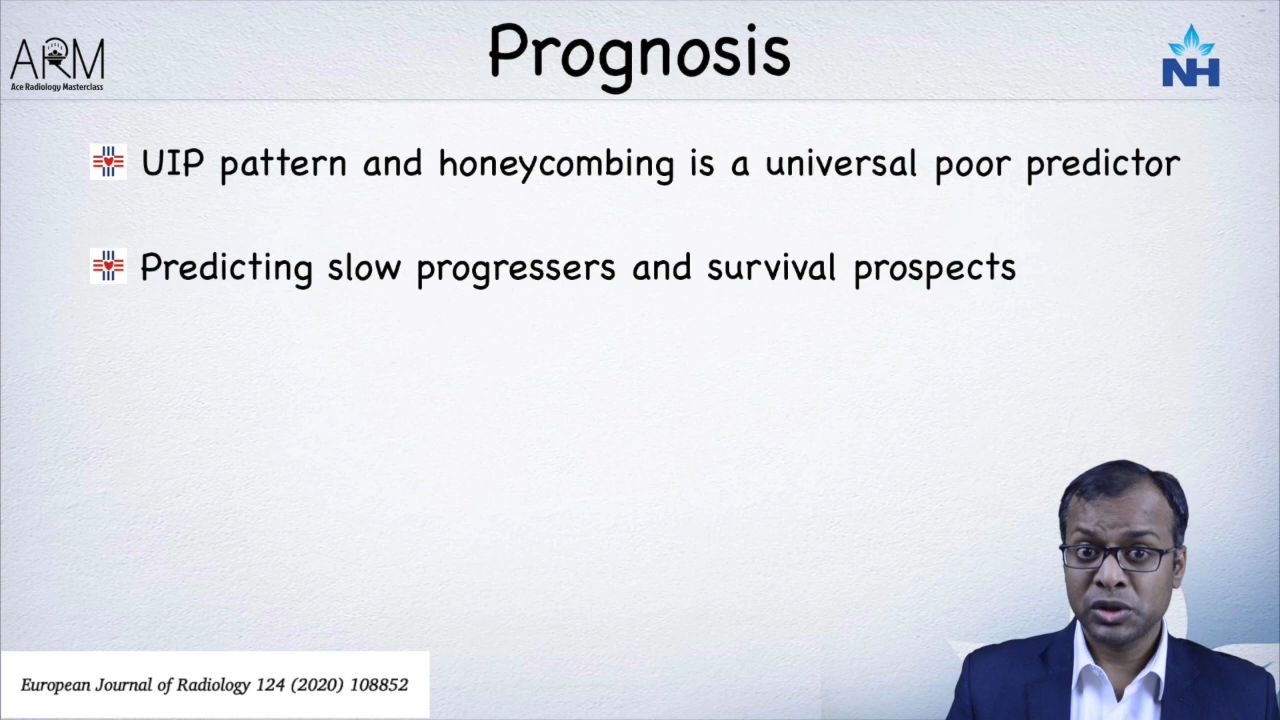 Prognosis
ARM
Ace Radiology Masterclass
NH
UIP pattern and honeycombing is a universal poor predictor
Predicting slow progressers and survival prospects
European Journal of Radiology 124 (2020) 108852